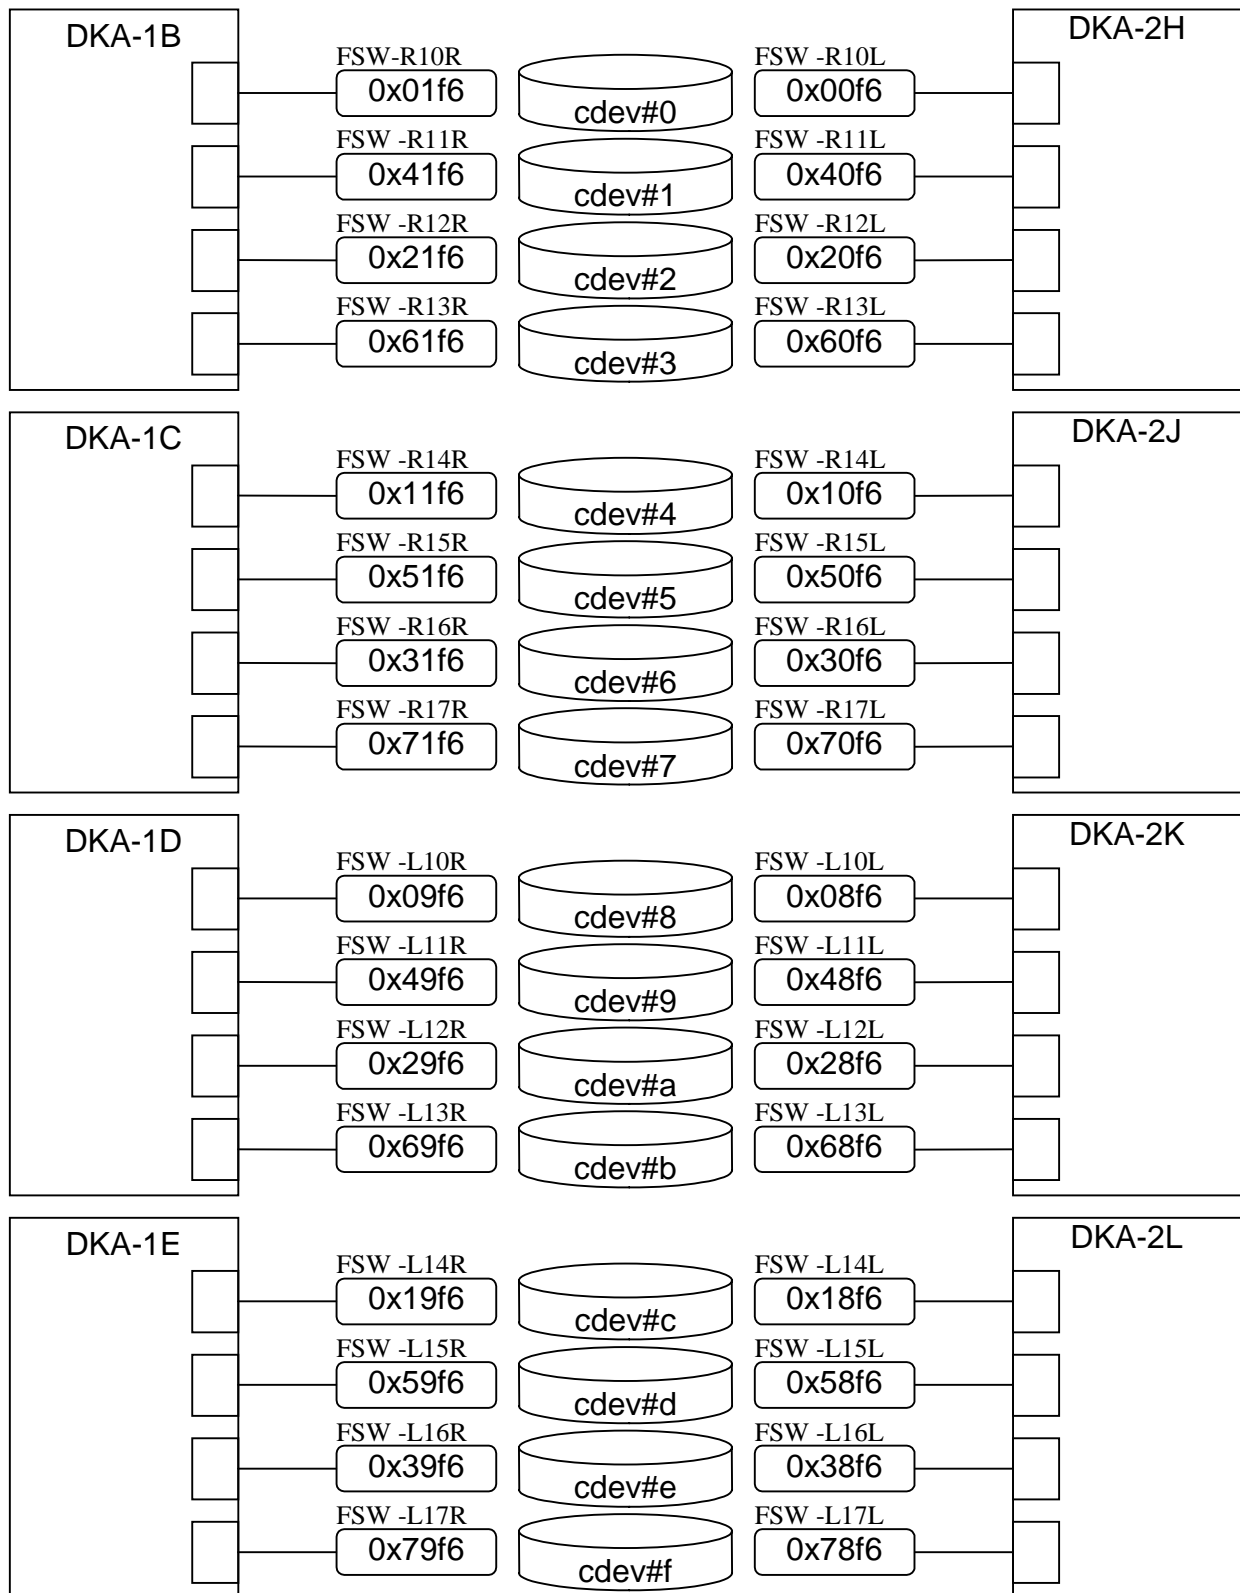 DKA-1B
DKA-2H
FSW-R10R
FSW -R10L
0x01f6
cdev#0
0x00f6
FSW -R11R
FSW -R11L
0x41f6
cdev#1
0x40f6
FSW -R12R
FSW -R12L
0x21f6
cdev#2
0x20f6
FSW -R13R
FSW -R13L
0x61f6
cdev#3
0x60f6
DKA-1C
DKA-2J
FSW -R14R
FSW -R14L
0x11f6
cdev#4
0x10f6
FSW -R15R
FSW -R15L
0x51f6
cdev#5
0x50f6
FSW -R16R
FSW -R16L
0x31f6
cdev#6
0x30f6
FSW -R17R
FSW -R17L
0x71f6
cdev#7
0x70f6
DKA-1D
DKA-2K
FSW -L10R
FSW -L10L
0x09f6
cdev#8
0x08f6
FSW -L11R
FSW -L11L
0x49f6
cdev#9
0x48f6
FSW -L12R
FSW -L12L
0x29f6
cdev#a
0x28f6
FSW -L13R
FSW -L13L
0x69f6
cdev#b
0x68f6
DKA-1E
DKA-2L
FSW -L14R
FSW -L14L
0x19f6
cdev#c
0x18f6
FSW -L15R
FSW -L15L
0x59f6
cdev#d
0x58f6
FSW -L16R
FSW -L16L
0x39f6
cdev#e
0x38f6
FSW -L17R
FSW -L17L
0x79f6
cdev#f
0x78f6